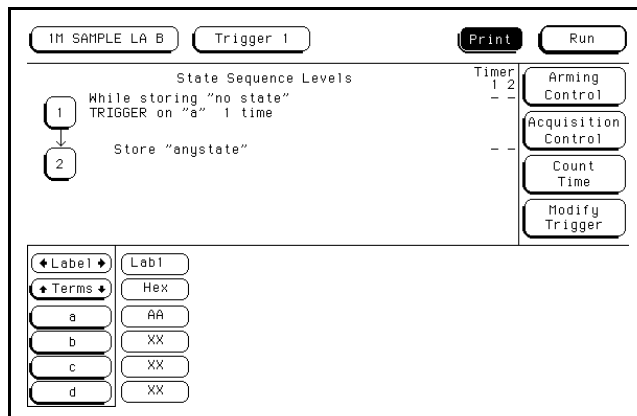 1M SAMPLE LA B Trigger 1 Print Run
State Sequence Levels
Timer
1 2
While storing "no state" - -
1 TRIGGER on "a" 1 time
2 Store "anystate" - -
Arming
Control
Acquisition
Control
Count
Time
Modify
Trigger
Label Lab1
Terms Hex
a AA
b XX
c XX
d XX